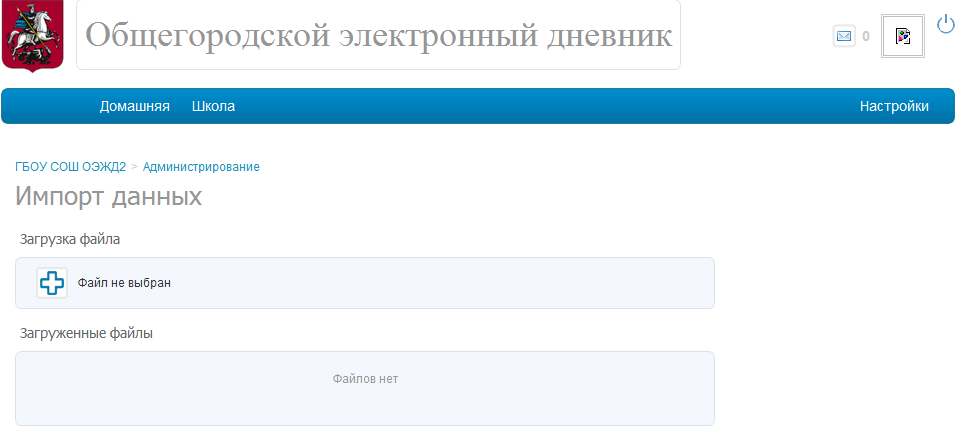 Общегородской электронный дневник
0
Домашняя Школа Настройки
ГБОУ СОШ ОЭЖД2 > Администрирование
Импорт данных
Загрузка файла
Файл не выбран
Загруженные файлы
Файлов нет